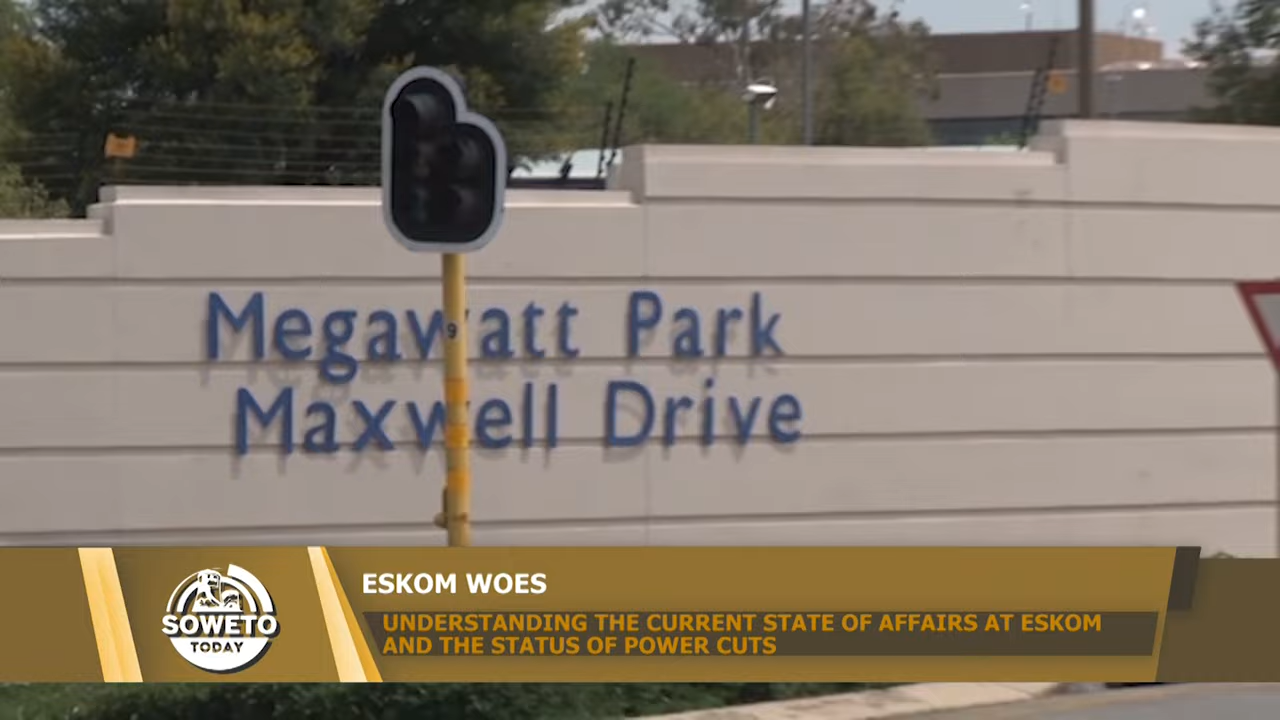 Megawatt Park
Maxwell Drive
9
ESKOM WOES
UNDERSTANDING THE CURRENT STATE OF AFFAIRS AT ESKOM
AND THE STATUS OF POWER CUTS
SOWETO
TODAY